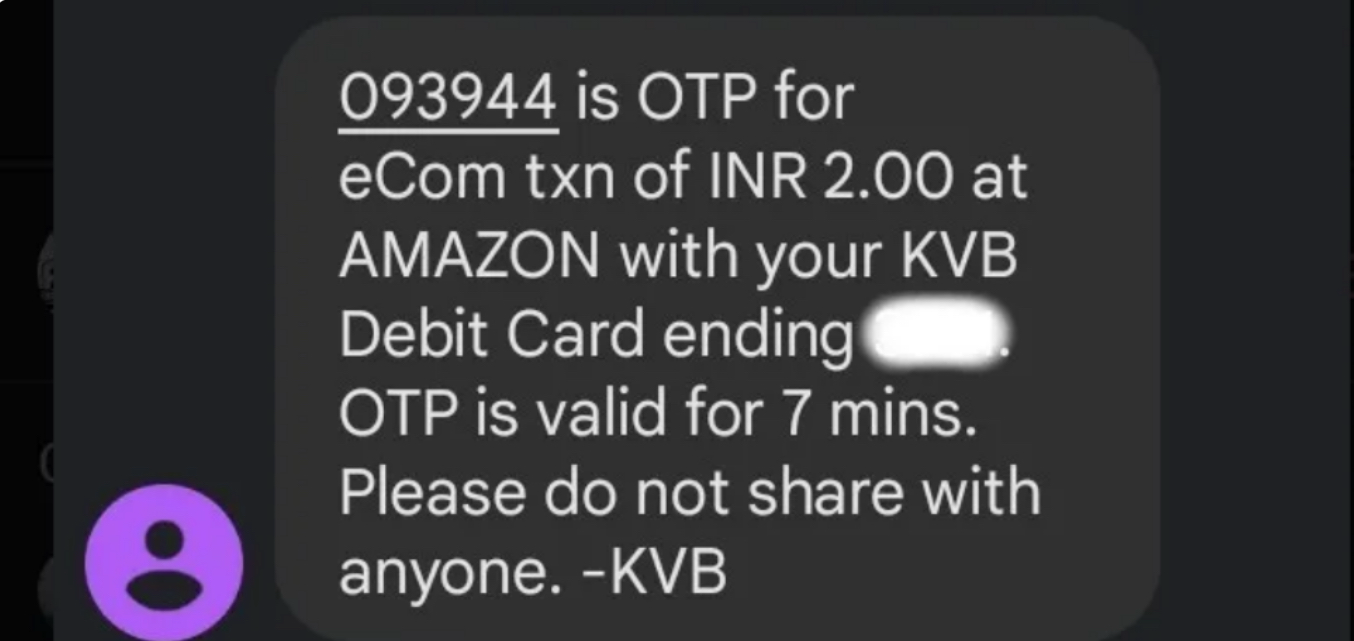 093944 is OTP for
eCom txn of INR 2.00 at
AMAZON with your KVB
Debit Card ending .
OTP is valid for 7 mins.
Please do not share with
anyone. -KVB